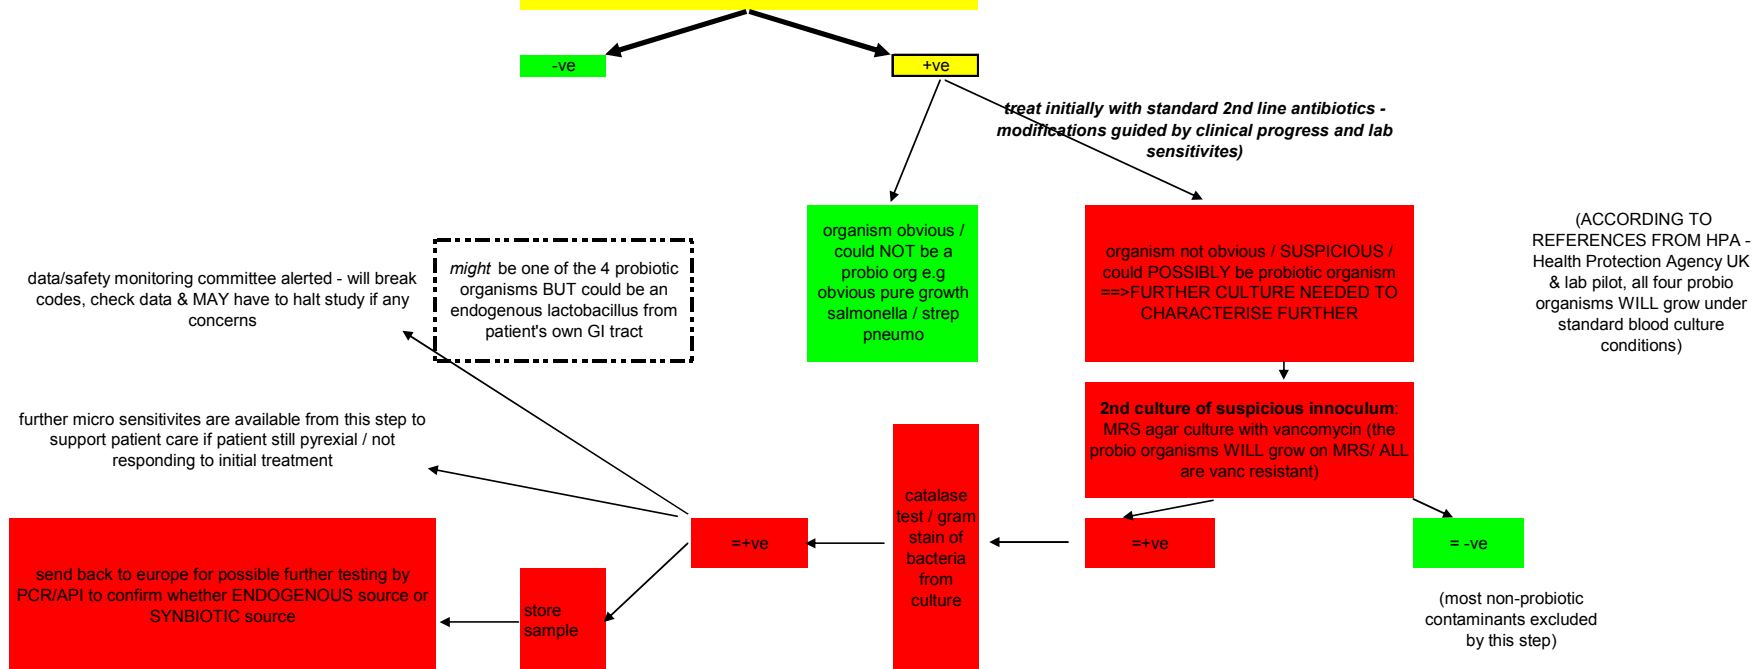 -ve
+ve
treat initially with standard 2nd line antibiotics -
modifications guided by clinical progress and lab
sensitivites)
organism obvious /
could NOT be a
probio org e.g
obvious pure growth
salmonella / strep
pneumo
organism not obvious / SUSPICIOUS /
could POSSIBLY be probiotic organism
==>FURTHER CULTURE NEEDED TO
CHARACTERISE FURTHER
(ACCORDING TO
REFERENCES FROM HPA -
Health Protection Agency UK
& lab pilot, all four probio
organisms WILL grow under
standard blood culture
conditions)
might be one of the 4 probiotic
organisms BUT could be an
endogenous lactobacillus from
patient's own GI tract
data/safety monitoring committee alerted - will break
codes, check data & MAY have to halt study if any
concerns
2nd culture of suspicious innoculum:
MRS agar culture with vancomycin (the
probio organisms WILL grow on MRS/ ALL
are vanc resistant)
further micro sensitivites are available from this step to
support patient care if patient still pyrexial / not
responding to initial treatment
catalase
test / gram
stain of
bacteria
from
culture
=+ve
=+ve
= -ve
(most non-probiotic
contaminants excluded
by this step)
send back to europe for possible further testing by
PCR/API to confirm whether ENDOGENOUS source or
SYNBIOTIC source
store
sample